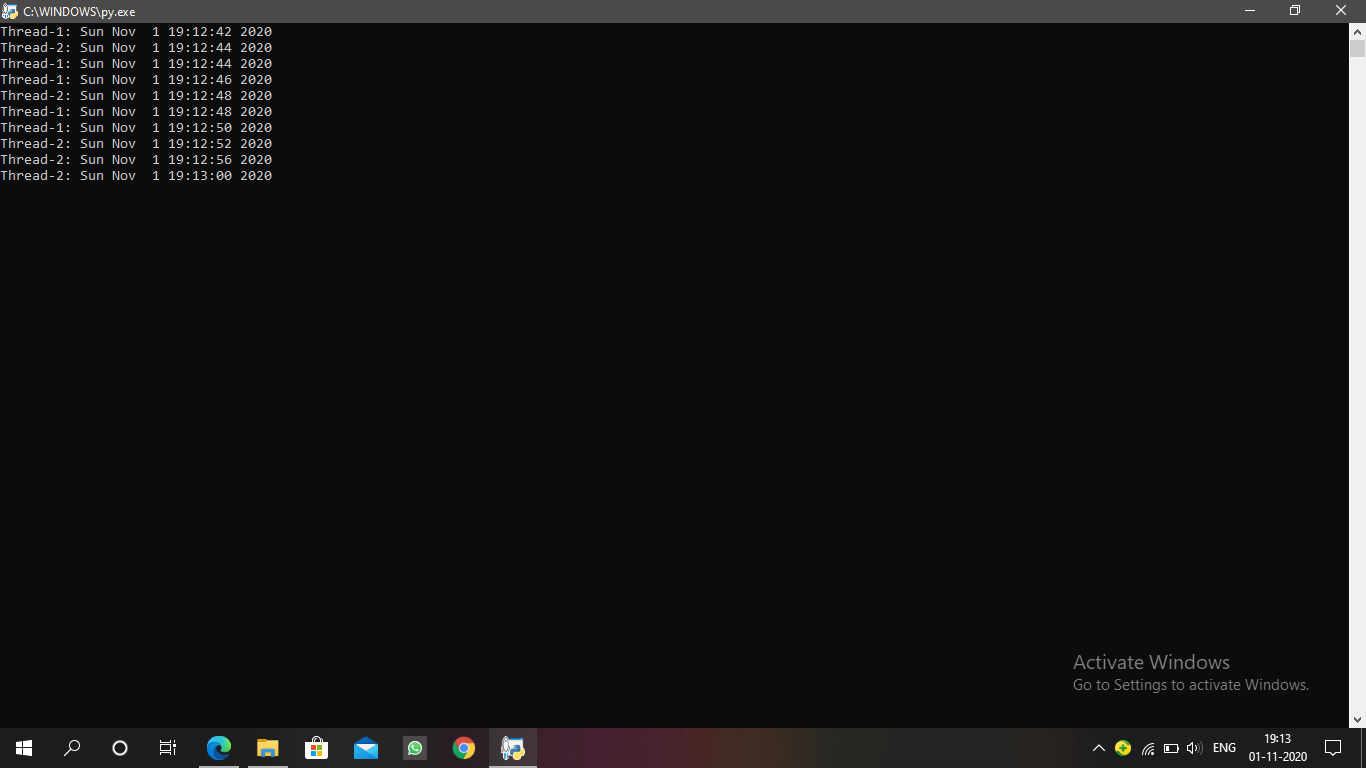 C:\WINDOWS\py.exe
Thread-1: Sun Nov  1 19:12:42 2020
Thread-2: Sun Nov  1 19:12:44 2020
Thread-1: Sun Nov  1 19:12:44 2020
Thread-1: Sun Nov  1 19:12:46 2020
Thread-2: Sun Nov  1 19:12:48 2020
Thread-1: Sun Nov  1 19:12:48 2020
Thread-1: Sun Nov  1 19:12:50 2020
Thread-2: Sun Nov  1 19:12:52 2020
Thread-2: Sun Nov  1 19:12:56 2020
Thread-2: Sun Nov  1 19:13:00 2020
Activate Windows
Go to Settings to activate Windows.
ENG
19:13
01-11-2020